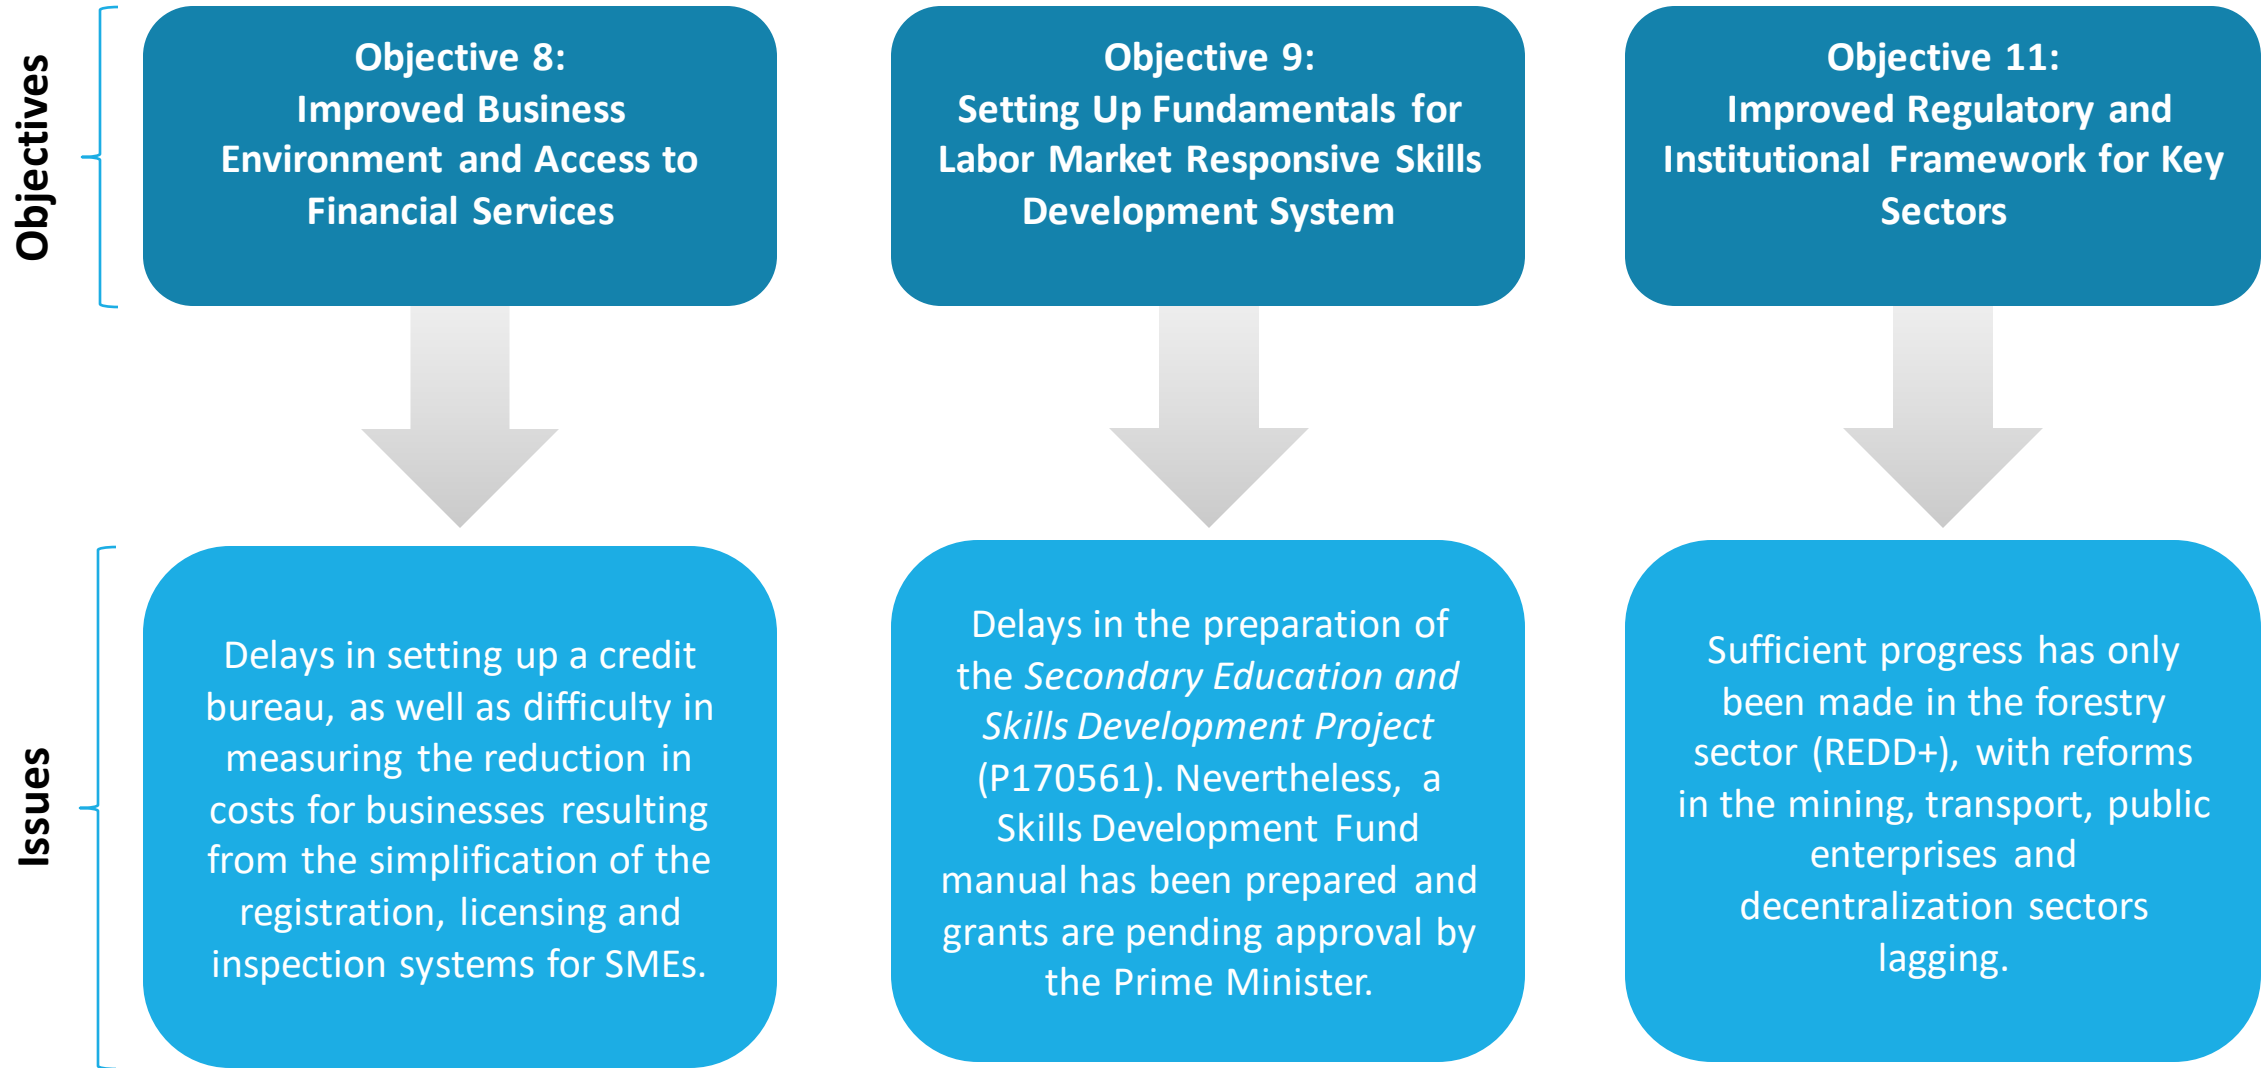 Objectives
Objective 8:
Improved Business
Environment and Access to
Financial Services
Objective 9:
Setting Up Fundamentals for
Labor Market Responsive Skills
Development System
Objective 11:
Improved Regulatory and
Institutional Framework for Key
Sectors
Issues
Delays in setting up a credit
bureau, as well as difficulty in
measuring the reduction in
costs for businesses resulting
from the simplification of the
registration, licensing and
inspection systems for SMEs.
Delays in the preparation of
the Secondary Education and
Skills Development Project
(P170561). Nevertheless, a
Skills Development Fund
manual has been prepared and
grants are pending approval by
the Prime Minister.
Sufficient progress has only
been made in the forestry
sector (REDD+), with reforms
in the mining, transport, public
enterprises and
decentralization sectors
lagging.